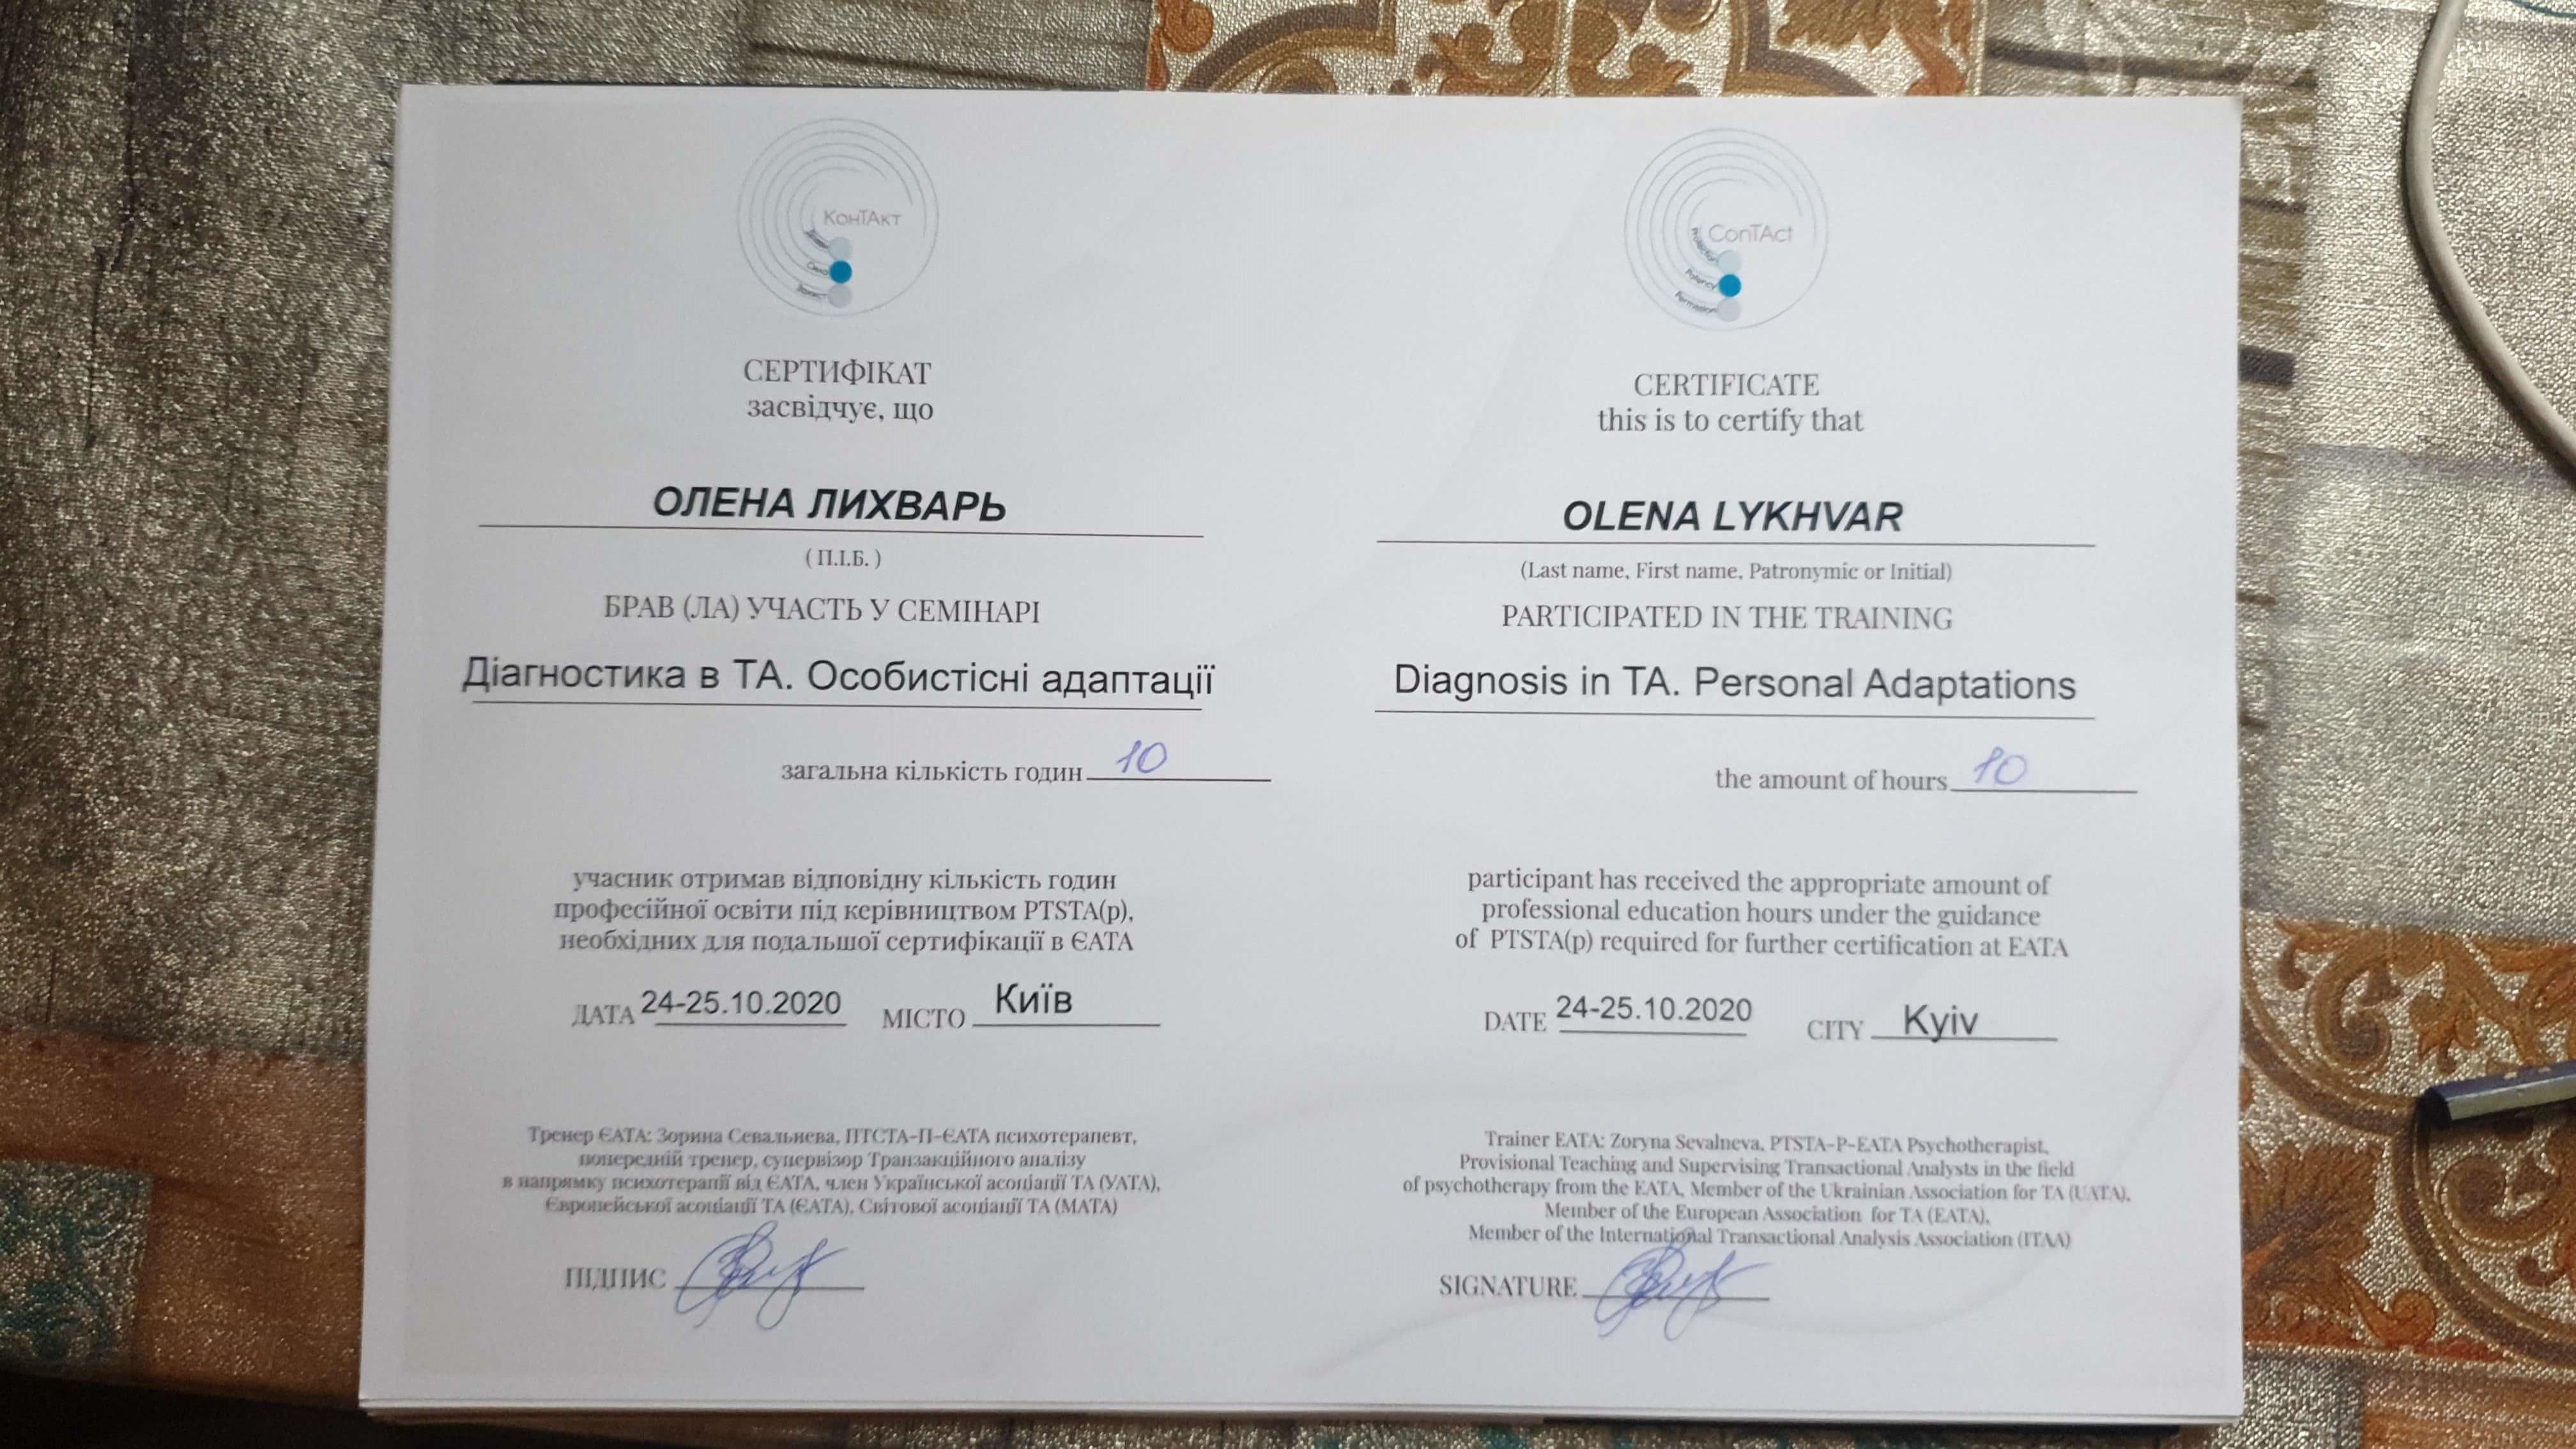 КонТАкт
Сила
Захист
СЕРТИФІКАТ
засвідчує, що
ОЛЕНА ЛИХВАРЬ
( П.І.Б. )
БРАВ (ЛА) УЧАСТЬ У СЕМІНАРІ
Діагностика в ТА. Особистісні адаптації
загальна кількість годин 10
учасник отримав відповідну кількість годин
професійної освіти під керівництвом PTSTA(p),
необхідних для подальшої сертифікації в ЄАТА
ДАТА 24-25.10.2020 МІСТО Київ
Тренер ЄАТА: Зорина Севальнева, ПТСТА-П-ЄАТА психотерапевт,
попередній тренер, супервізор Транзакційного аналізу
в напрямку психотерапії від ЄАТА, член Української асоціації ТА (УАТА),
Європейської асоціації ТА (ЄАТА), Світової асоціації ТА (МАТА)
ПІДПИС
ConTAct
Protection
Potency
Permission
CERTIFICATE
this is to certify that
OLENA LYKHVAR
(Last name, First name, Patronymic or Initial)
PARTICIPATED IN THE TRAINING
Diagnosis in TA. Personal Adaptations
the amount of hours 10
participant has received the appropriate amount of
professional education hours under the guidance
of PTSTA(p) required for further certification at EATA
DATE 24-25.10.2020 CITY Kyiv
Trainer EATA: Zoryna Sevalneva, PTSTA-P-EATA Psychotherapist,
Provisional Teaching and Supervising Transactional Analysts in the field
of psychotherapy from the EATA, Member of the Ukrainian Association for TA (UATA),
Member of the European Association for TA (EATA),
Member of the International Transactional Analysis Association (ITAA)
SIGNATURE